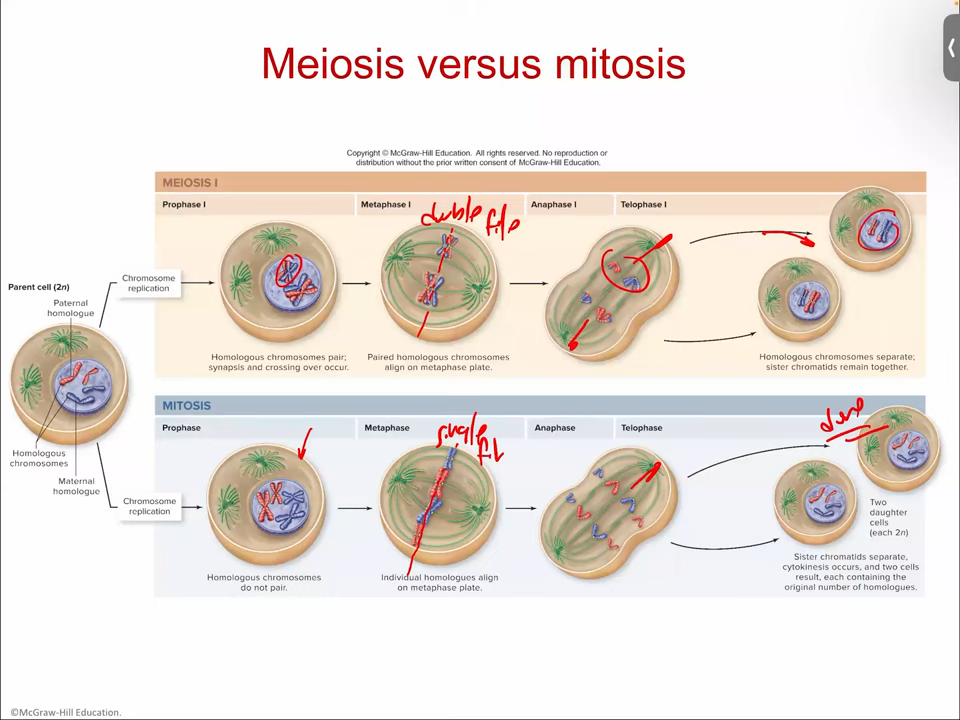 Meiosis versus mitosis
Copyright © McGraw-Hill Education. All rights reserved. No reproduction or
distribution without the prior written consent of McGraw-Hill Education.
MEIOSIS I
Prophase I
Metaphase I
Anaphase I
Telophase I
double file
Chromosome
replication
Parent cell (2n)
Paternal
homologue
Homologous chromosomes pair;
synapsis and crossing over occur.
Paired homologous chromosomes
align on metaphase plate.
Homologous chromosomes separate;
sister chromatids remain together.
MITOSIS
Prophase
Metaphase
Anaphase
Telophase
single
Homologous
chromosomes
Maternal
homologue
Chromosome
replication
Two
daughter
cells
(each 2n)
Homologous chromosomes
do not pair.
Individual homologues align
on metaphase plate.
Sister chromatids separate,
cytokinesis occurs, and two cells
result, each containing the
original number of homologues.
©McGraw-Hill Education.